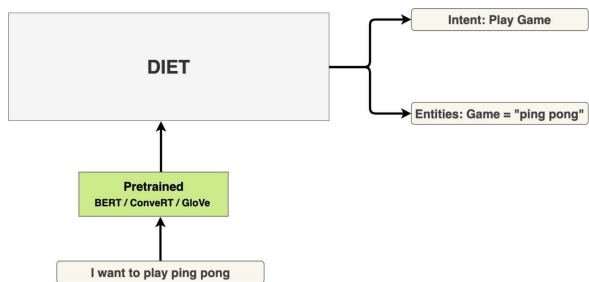 Intent: Play Game
DIET
Entities: Game = "ping pong"
Pretrained
BERT / ConveRT / GloVe
I want to play ping pong